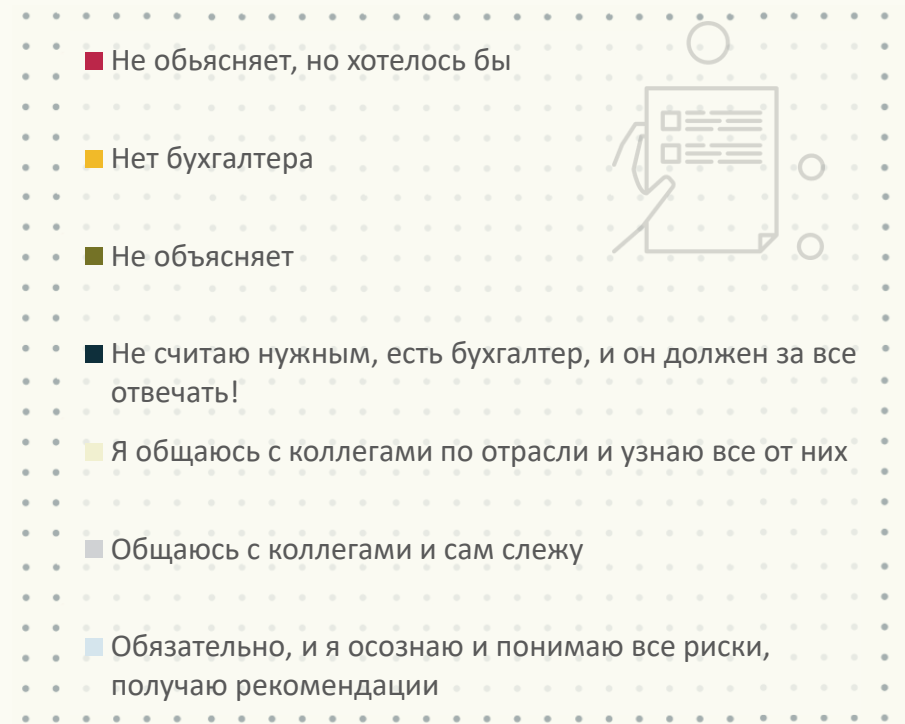 Не обьясняет, но хотелось бы
Нет бухгалтера
Не объясняет
Не считаю нужным, есть бухгалтер, и он должен за все
отвечать!
Я общаюсь с коллегами по отрасли и узнаю все от них
Общаюсь с коллегами и сам слежу
Обязательно, и я осознаю и понимаю все риски,
получаю рекомендации